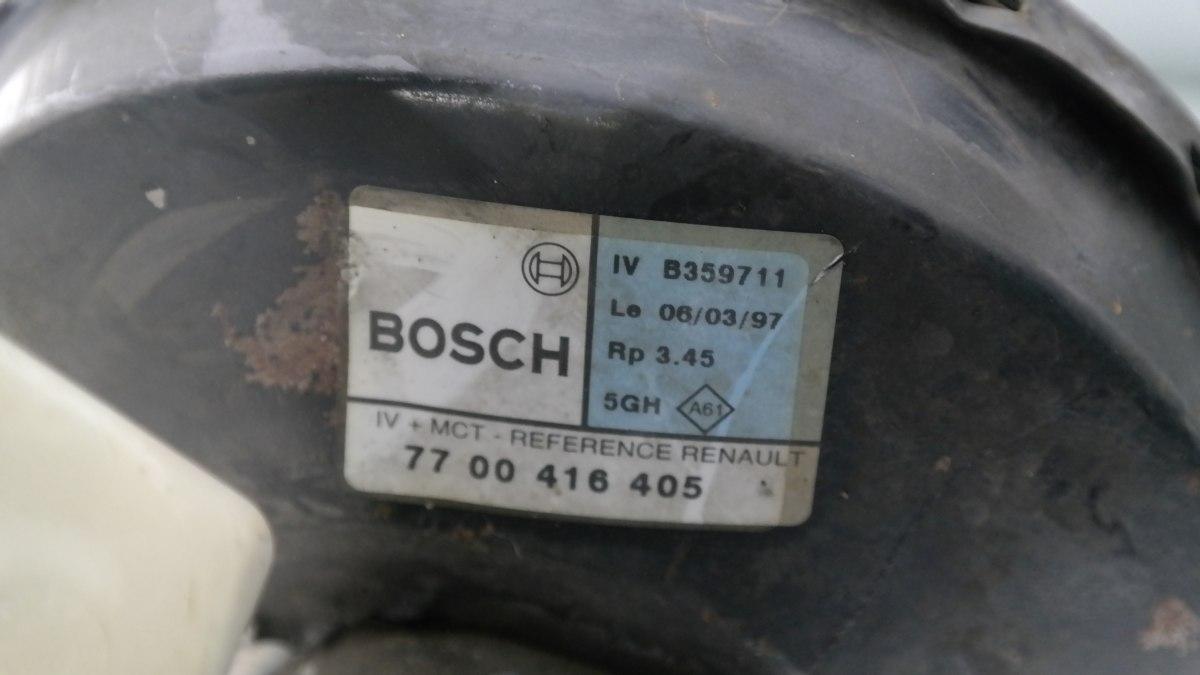 BOSCH
IV B359711
Le 06/03/97
Rp 3.45
5GH A61
IV + MCT - REFERENCE RENAULT
77 00 416 405